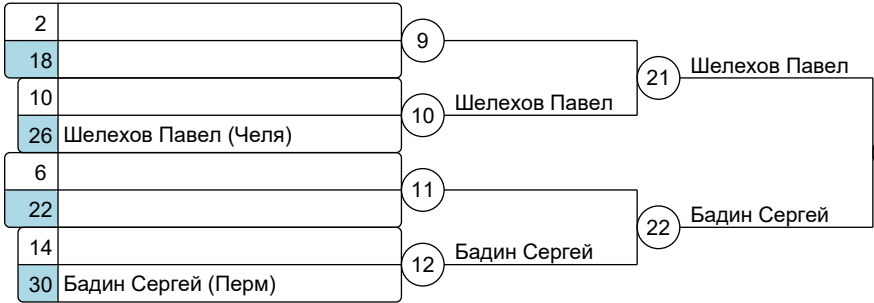 2
9
18
21 Шелехов Павел
10
10 Шелехов Павел
26 Шелехов Павел (Челя)
6
11
22
22 Бадин Сергей
14
12 Бадин Сергей
30 Бадин Сергей (Перм)